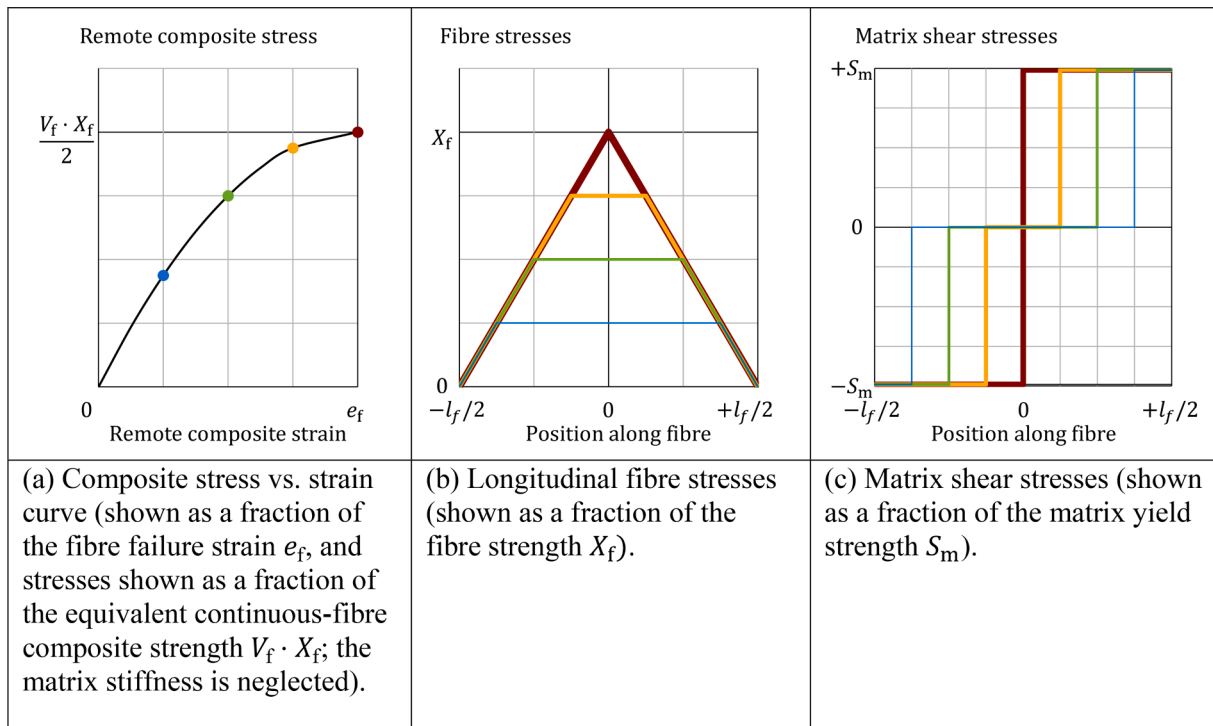 Remote composite stress
V_f · X_f
2
0
e_f
Remote composite strain
Fibre stresses
X_f
0
−l_f/2
0
+l_f/2
Position along fibre
Matrix shear stresses
+S_m
0
−S_m
−l_f/2
0
+l_f/2
Position along fibre
(a) Composite stress vs. strain
curve (shown as a fraction of
the fibre failure strain e_f, and
stresses shown as a fraction of
the equivalent continuous-fibre
composite strength V_f · X_f; the
matrix stiffness is neglected).
(b) Longitudinal fibre stresses
(shown as a fraction of the
fibre strength X_f).
(c) Matrix shear stresses (shown
as a fraction of the matrix yield
strength S_m).